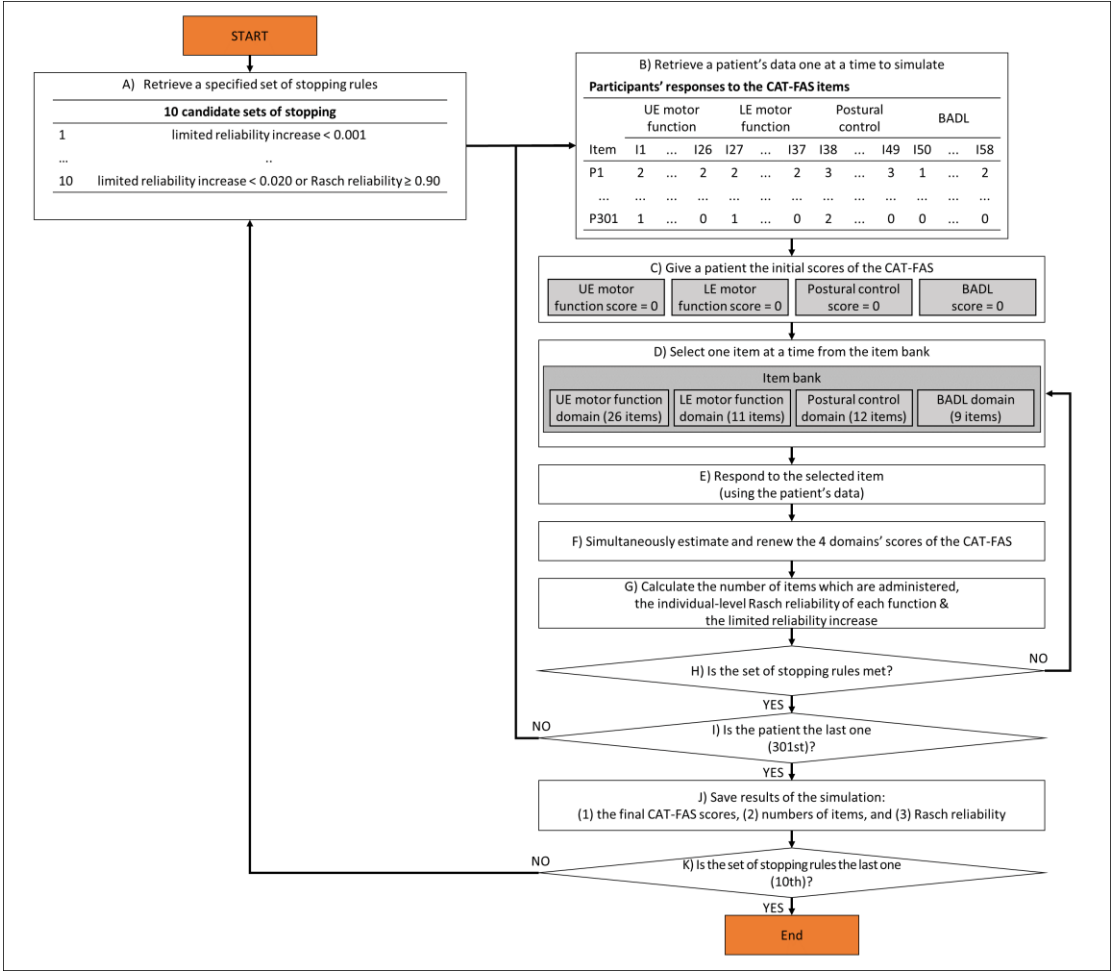 START
A) Retrieve a specified set of stopping rules
10 candidate sets of stopping
1 limited reliability increase < 0.001
... ..
10 limited reliability increase < 0.020 or Rasch reliability ≥ 0.90
B) Retrieve a patient's data one at a time to simulate
Participants' responses to the CAT-FAS items
UE motor function LE motor function Postural control BADL
Item I1 ... I26 I27 ... I37 I38 ... I49 I50 ... I58
P1 2 ... 2 2 ... 2 3 ... 3 1 ... 2
... ... ... ... ... ... ... ... ... ... ... ... ...
P301 1 ... 0 1 ... 0 2 ... 0 0 ... 0
C) Give a patient the initial scores of the CAT-FAS
UE motor
function score = 0
LE motor
function score = 0
Postural control
score = 0
BADL
score = 0
D) Select one item at a time from the item bank
Item bank
UE motor function
domain (26 items)
LE motor function
domain (11 items)
Postural control
domain (12 items)
BADL domain
(9 items)
E) Respond to the selected item
(using the patient's data)
F) Simultaneously estimate and renew the 4 domains' scores of the CAT-FAS
G) Calculate the number of items which are administered,
the individual-level Rasch reliability of each function &
the limited reliability increase
H) Is the set of stopping rules met?
NO
YES
I) Is the patient the last one
(301st)?
NO
YES
J) Save results of the simulation:
(1) the final CAT-FAS scores, (2) numbers of items, and (3) Rasch reliability
K) Is the set of stopping rules the last one
(10th)?
NO
YES
End